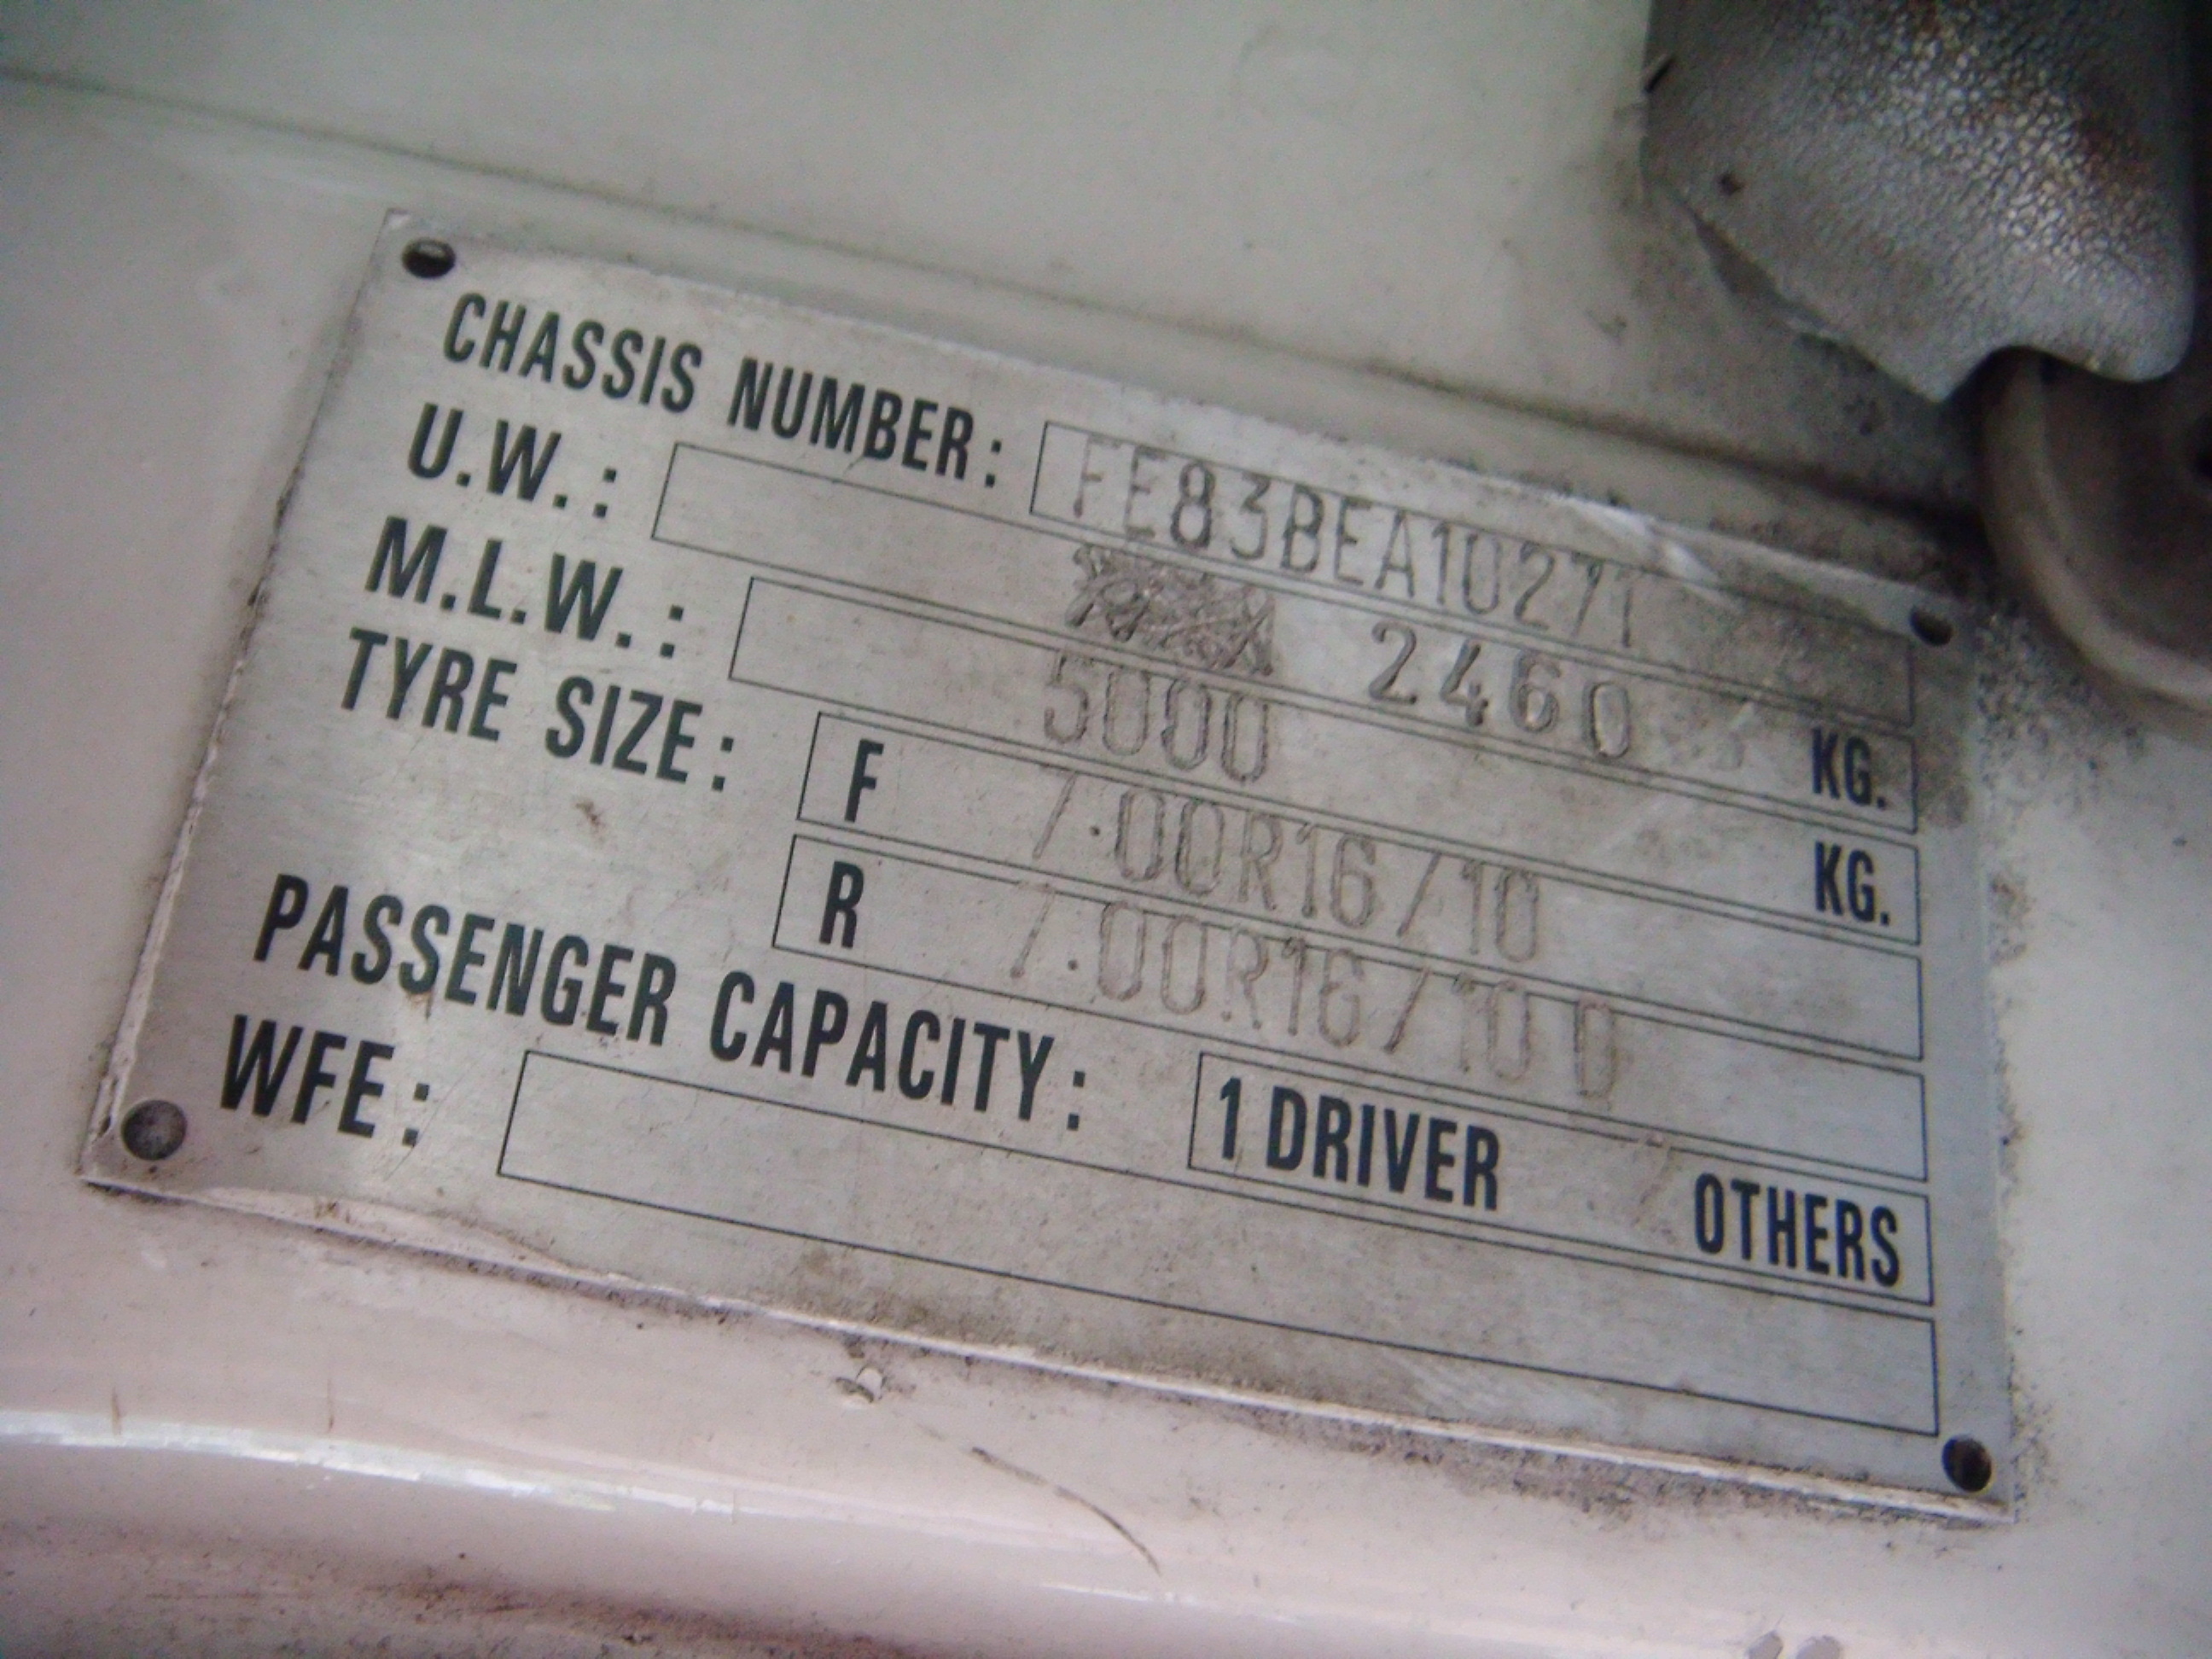 CHASSIS NUMBER: FE83BEA10271
U.W.: 2460 KG.
M.L.W.: 5000 KG.
TYRE SIZE: F 7.00R16/10
R 7.00R16/10 D
PASSENGER CAPACITY: 1 DRIVER 2 OTHERS
WFE: